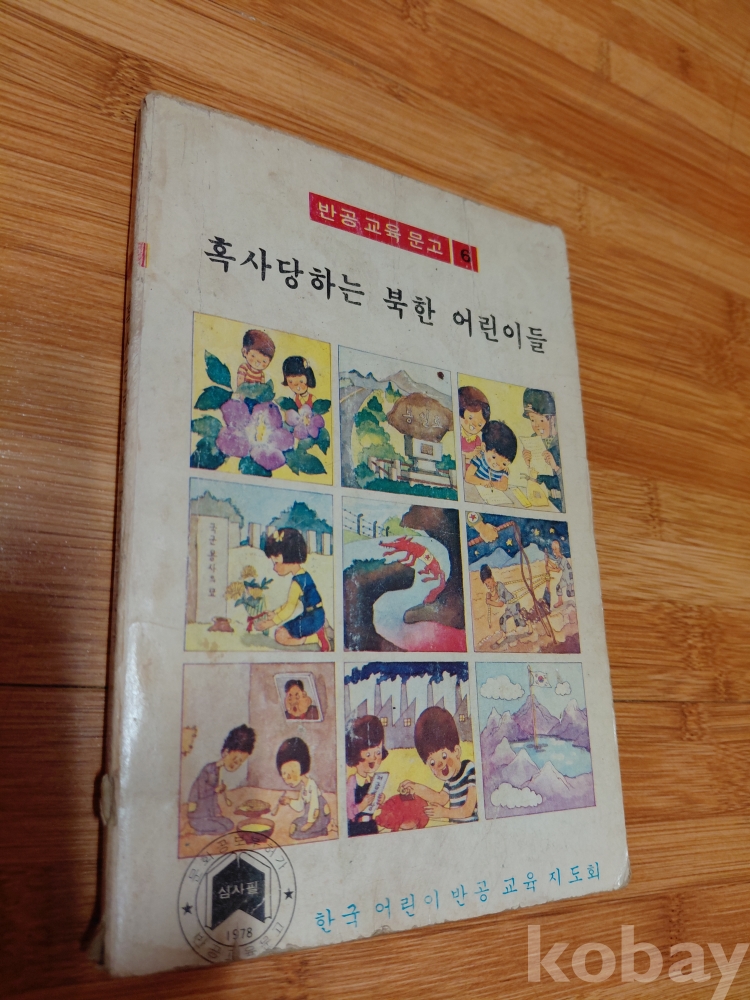 반공교육문고 6
혹사당하는 북한 어린이들
심사필
1978
한국 어린이 반공 교육 지도회
kobay